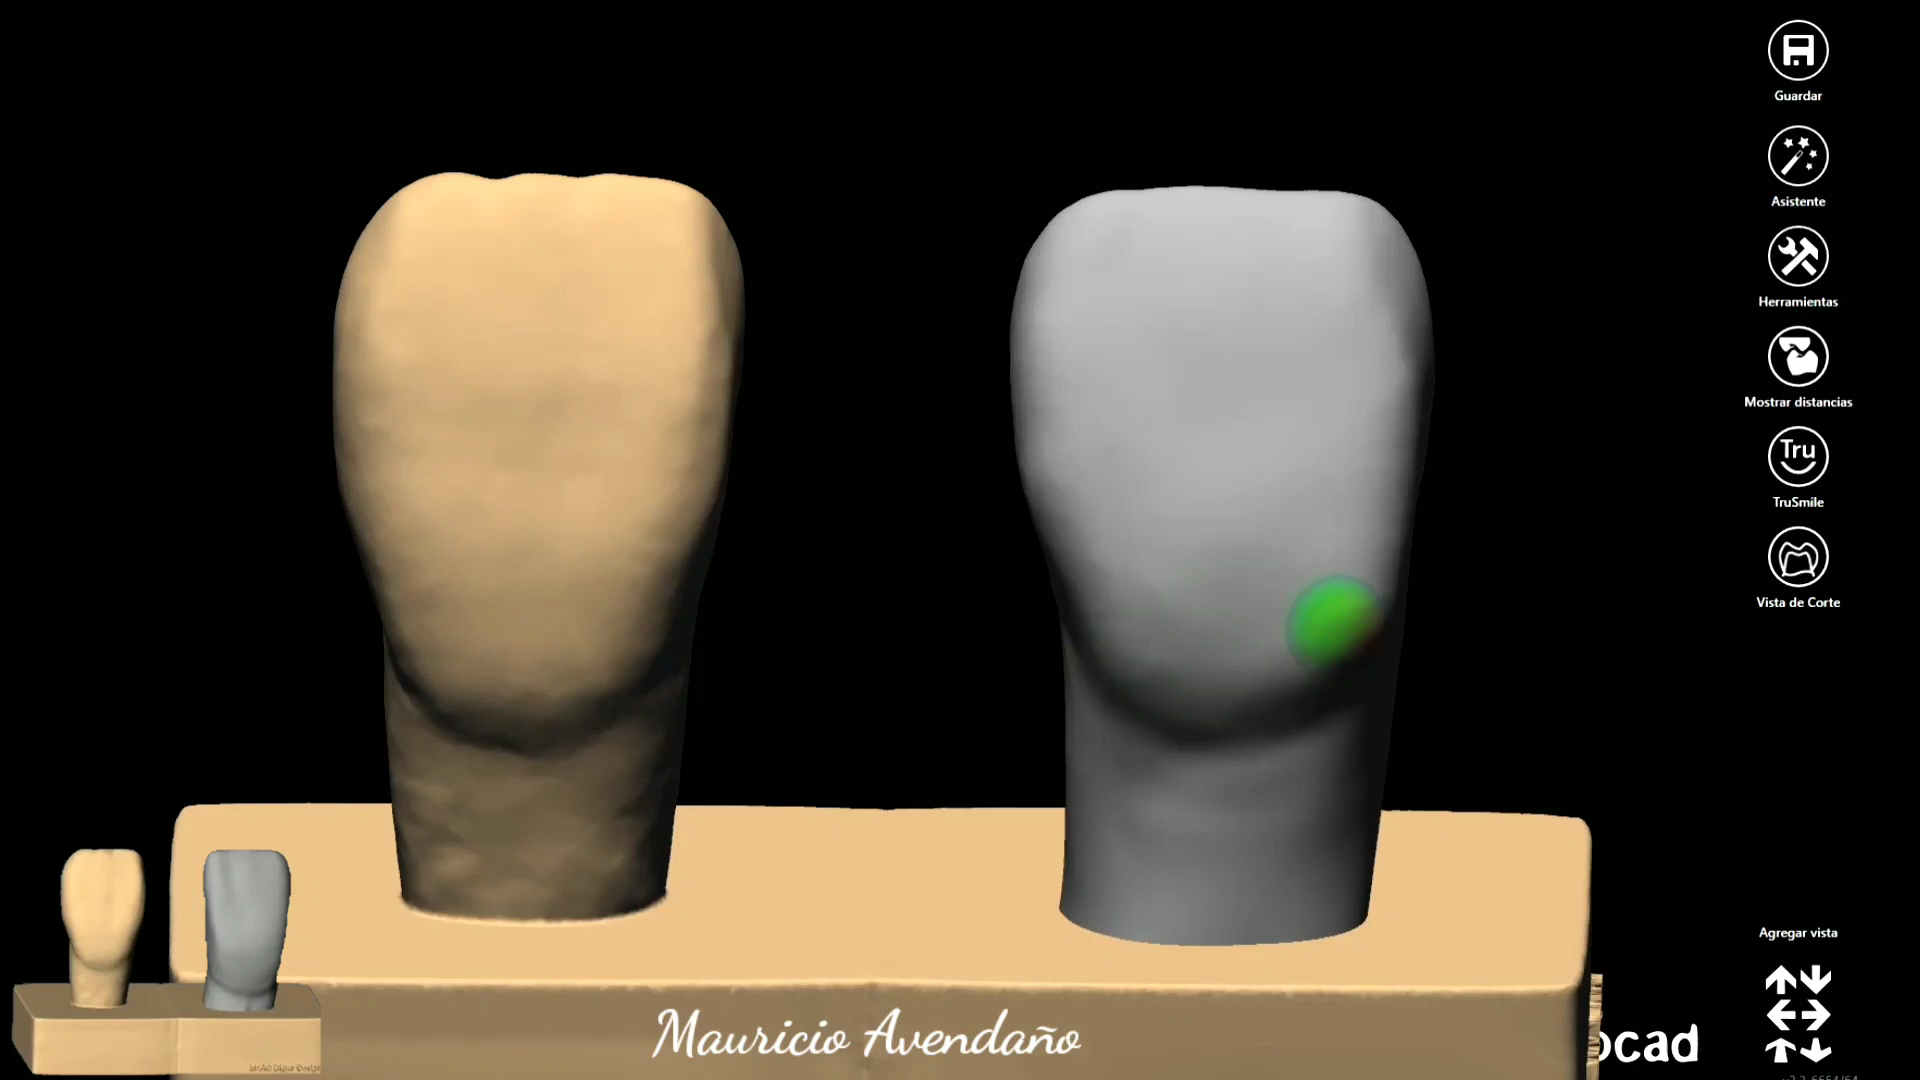 Guardar
Asistente
Herramientas
Mostrar distancias
Tru
TruSmile
Vista de Corte
Agregar vista
Mauricio Avendaño
ocad